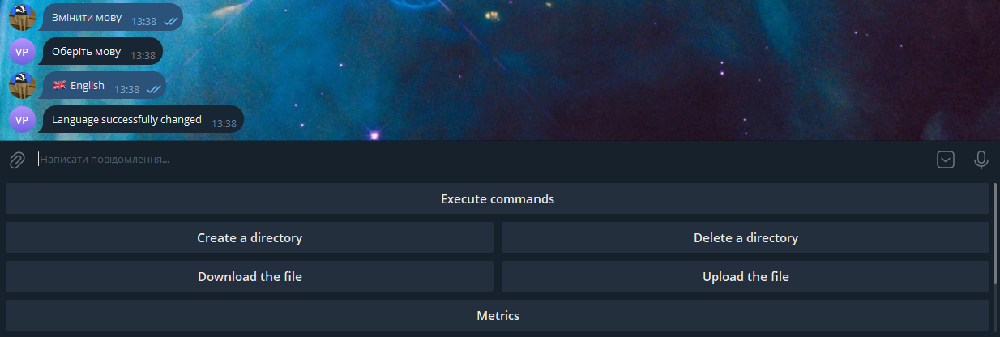 Змінити мову 13:38
VP Оберіть мову 13:38
English 13:38
VP Language successfully changed 13:38
Написати повідомлення...
Execute commands
Create a directory Delete a directory
Download the file Upload the file
Metrics